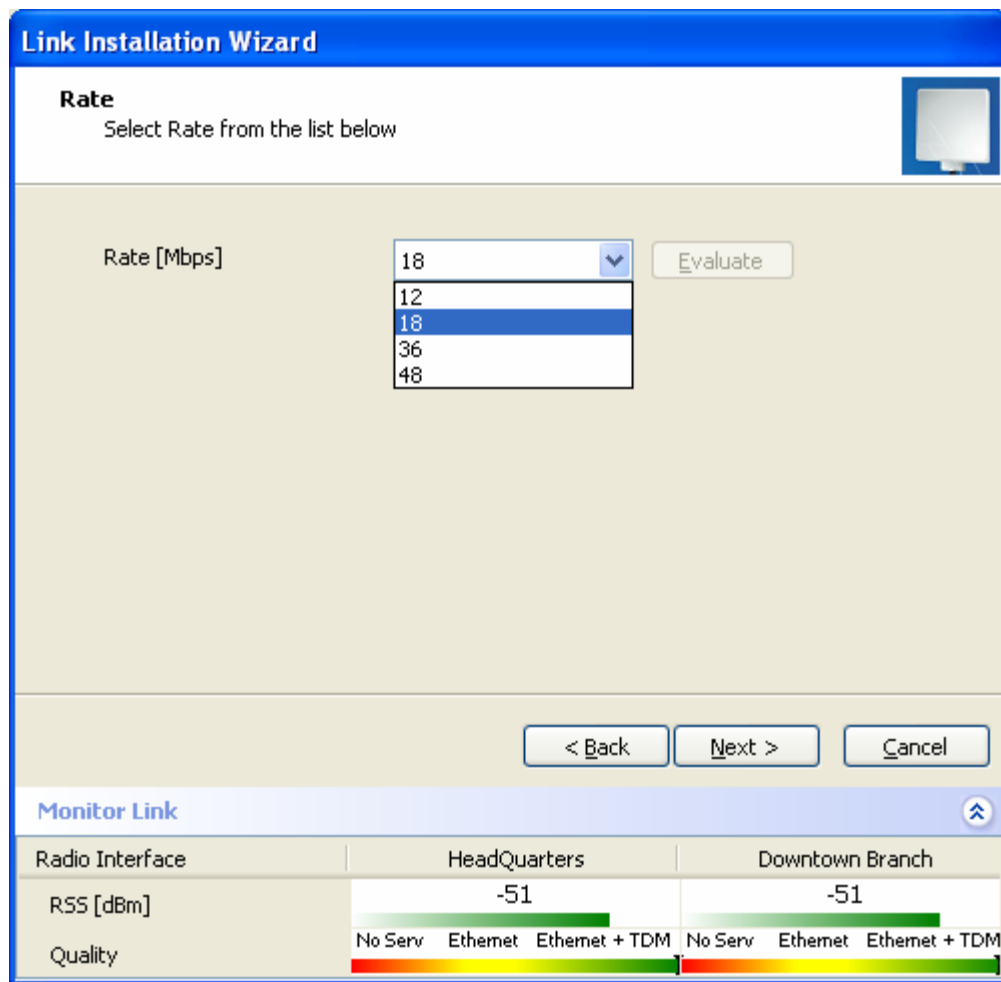 Link Installation Wizard
Rate
Select Rate from the list below
Rate [Mbps] 18 Evaluate
12
18
36
48
< Back Next > Cancel
Monitor Link
Radio Interface HeadQuarters Downtown Branch
RSS [dBm] -51 -51
Quality No Serv Ethernet Ethernet + TDM No Serv Ethernet Ethernet + TDM